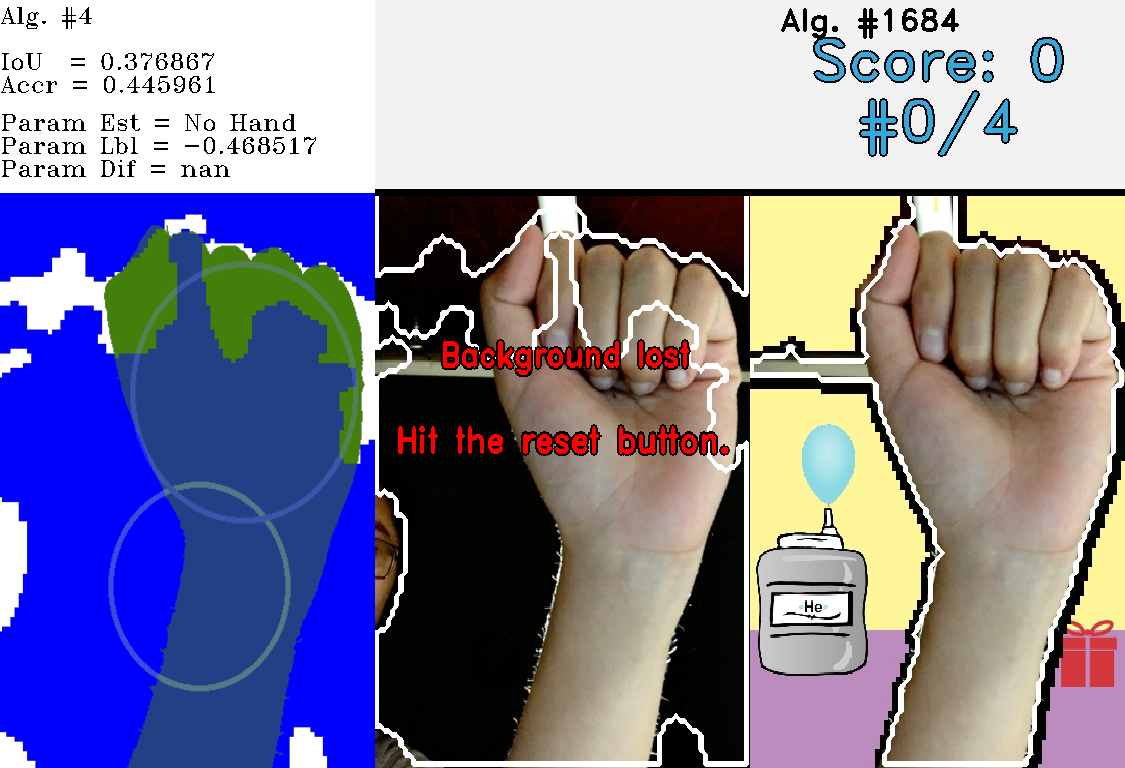 Alg. #4
IoU = 0.376867
Accr = 0.445961
Param Est = No Hand
Param Lbl = −0.468517
Param Dif = nan
Alg. #1684
Score: 0
#0/4
Background lost
Hit the reset button.
He